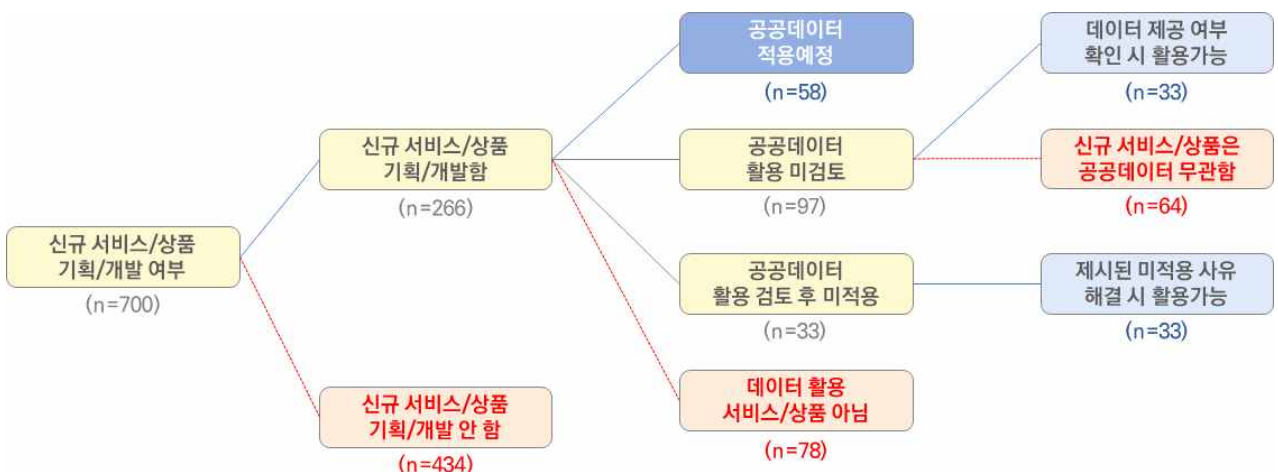 신규 서비스/상품
기획/개발 여부
(n=700)
신규 서비스/상품
기획/개발함
(n=266)
신규 서비스/상품
기획/개발 안 함
(n=434)
공공데이터
적용예정
(n=58)
공공데이터
활용 미검토
(n=97)
공공데이터
활용 검토 후 미적용
(n=33)
데이터 활용
서비스/상품 아님
(n=78)
데이터 제공 여부
확인 시 활용가능
(n=33)
신규 서비스/상품은
공공데이터 무관함
(n=64)
제시된 미적용 사유
해결 시 활용가능
(n=33)